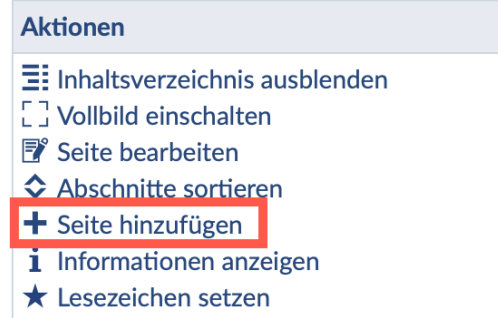 Aktionen
Inhaltsverzeichnis ausblenden
Vollbild einschalten
Seite bearbeiten
Abschnitte sortieren
Seite hinzufügen
Informationen anzeigen
Lesezeichen setzen